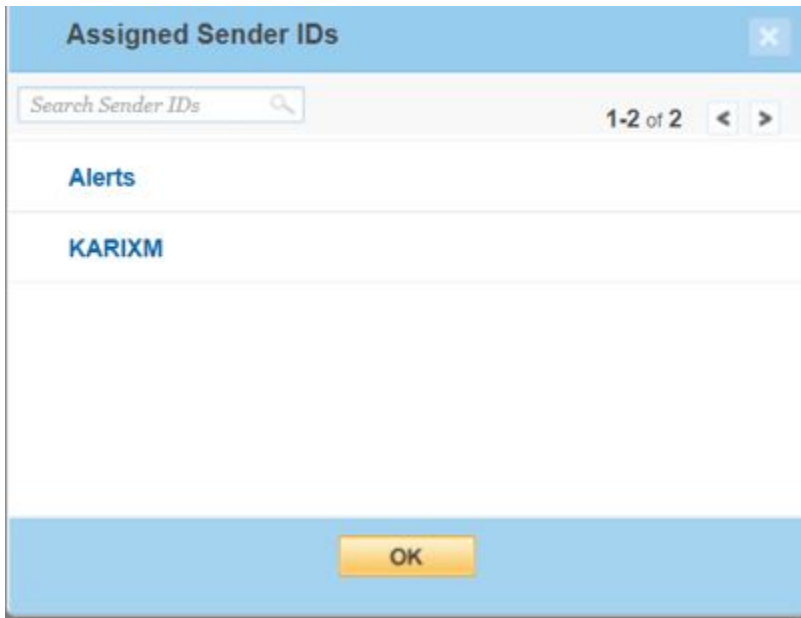 Assigned Sender IDs
Search Sender IDs
1-2 of 2 < >
Alerts
KARIXM
OK